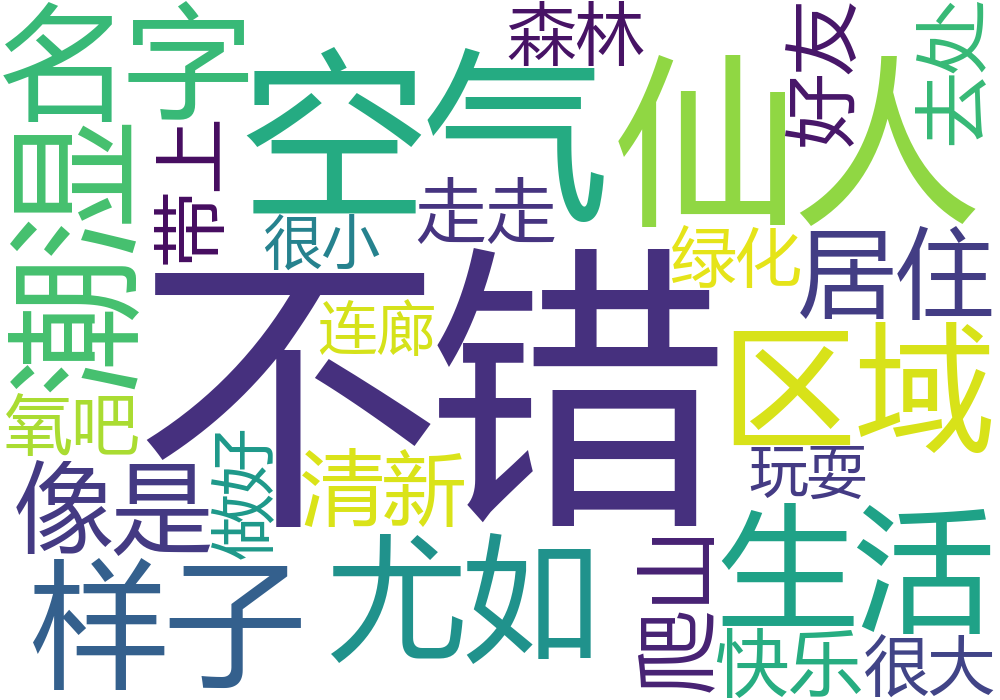 名字
空气
森林
仙人
好友
去处
潮湿
带上
很小
走走
绿化
居住
不错
连廊
区域
氧吧
像是
做好
清新
玩耍
样子
尤如
爬山
生活
快乐
很大